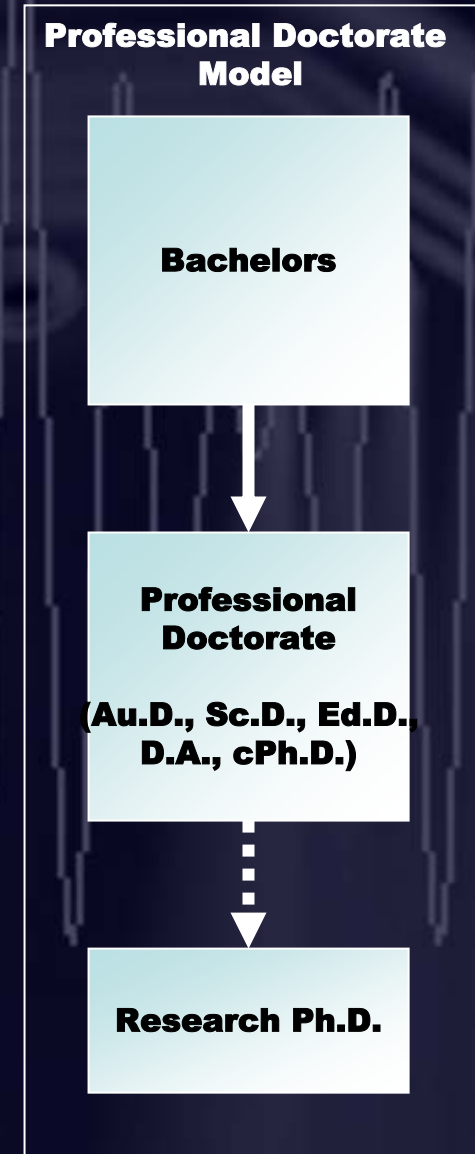 Professional Doctorate
Model
Bachelors
Professional
Doctorate
(Au.D., Sc.D., Ed.D.,
D.A., cPh.D.)
Research Ph.D.